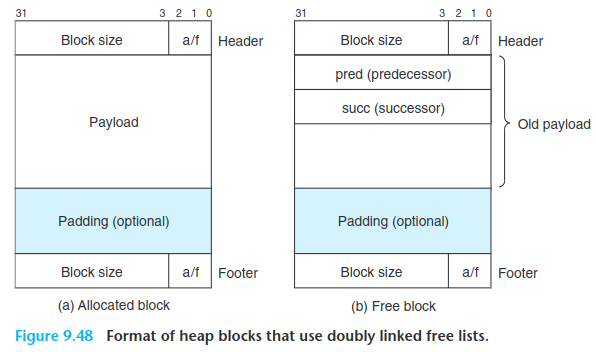 31 3 2 1 0
Block size a/f Header
Payload
Padding (optional)
Block size a/f Footer
(a) Allocated block
31 3 2 1 0
Block size a/f Header
pred (predecessor)
succ (successor)
Old payload
Padding (optional)
Block size a/f Footer
(b) Free block
Figure 9.48 Format of heap blocks that use doubly linked free lists.